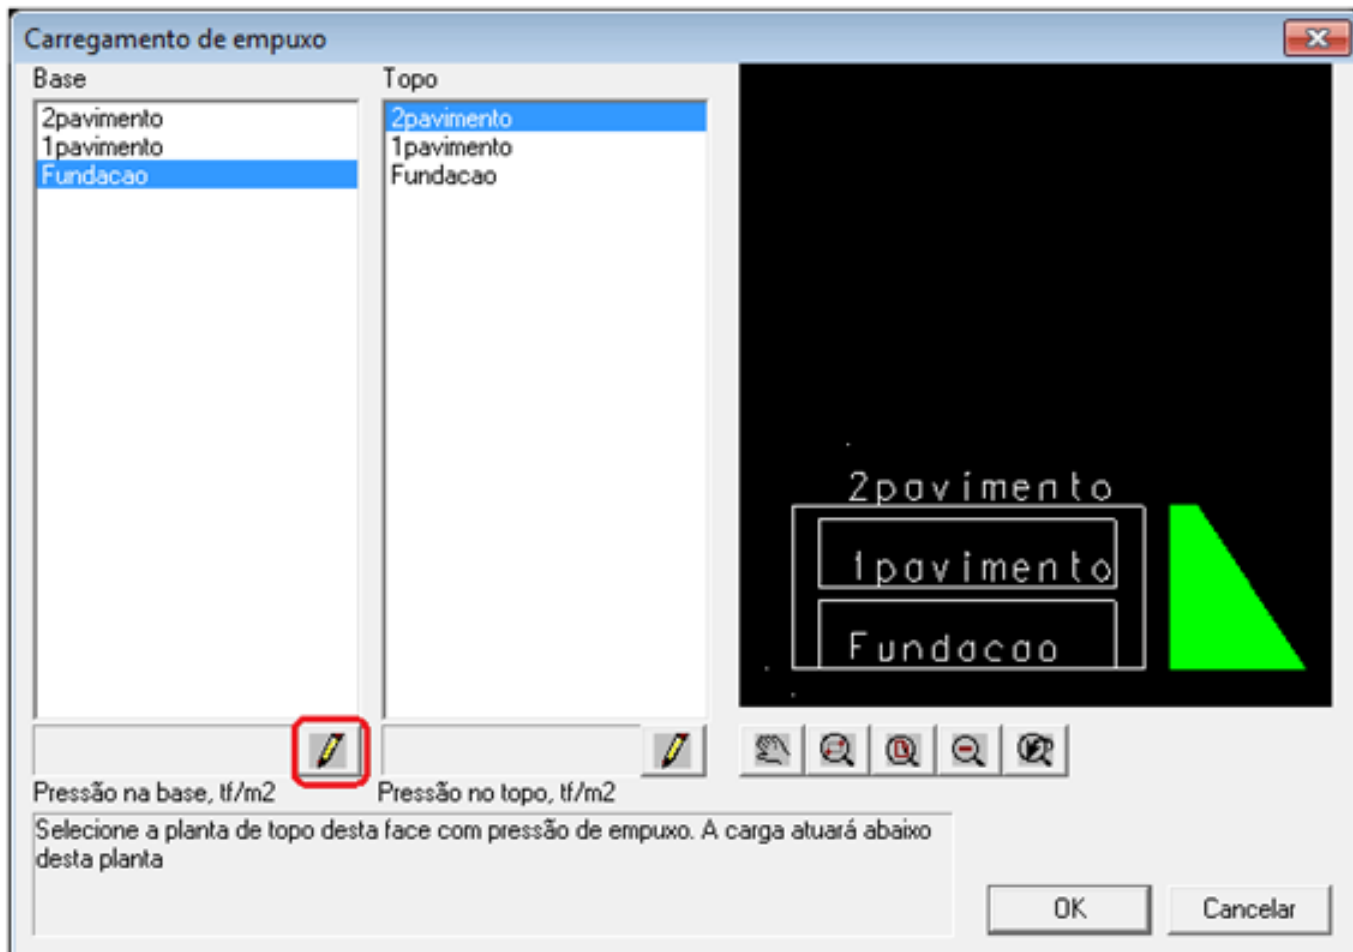 Carregamento de empuxo
Base
Topo
2pavimento
1pavimento
Fundacao
2pavimento
1pavimento
Fundacao
2pavimento
1pavimento
Fundacao
Pressão na base, tf/m2
Pressão no topo, tf/m2
Selecione a planta de topo desta face com pressão de empuxo. A carga atuará abaixo
desta planta
OK
Cancelar